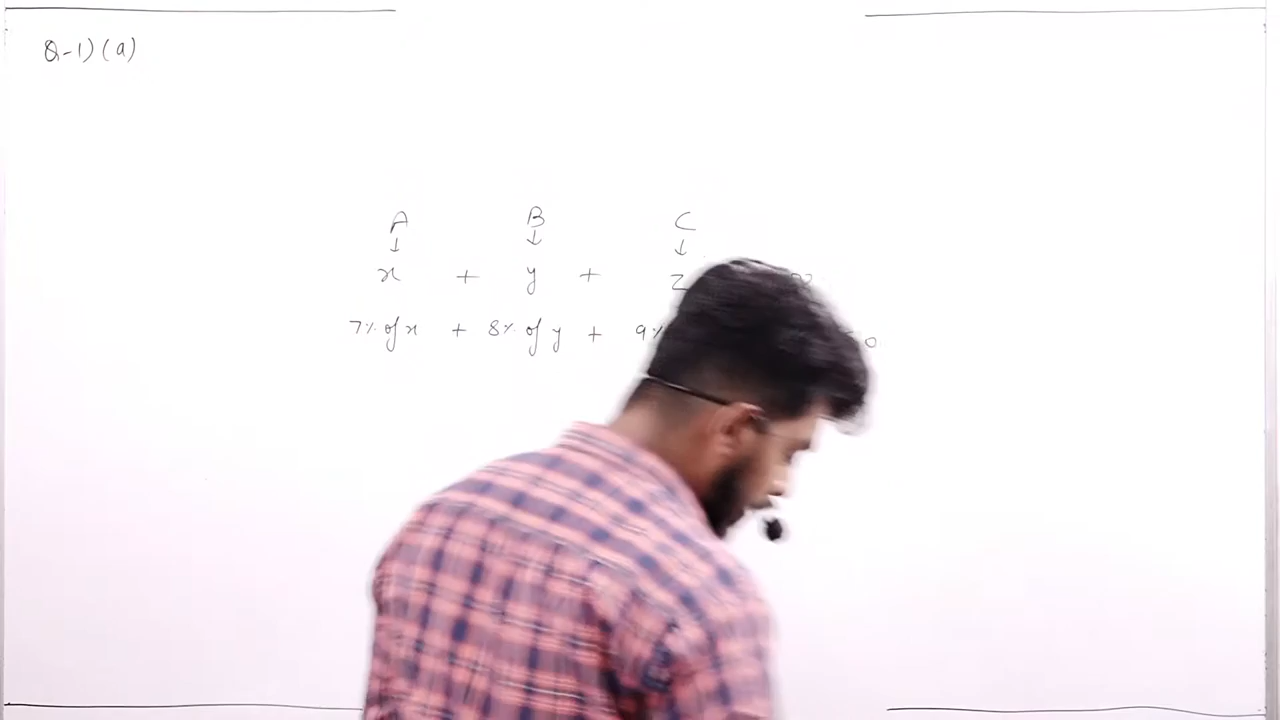 Q-1) (a)
A B C
↓ ↓ ↓
x + y + z
7% of x + 8% of y + 9%